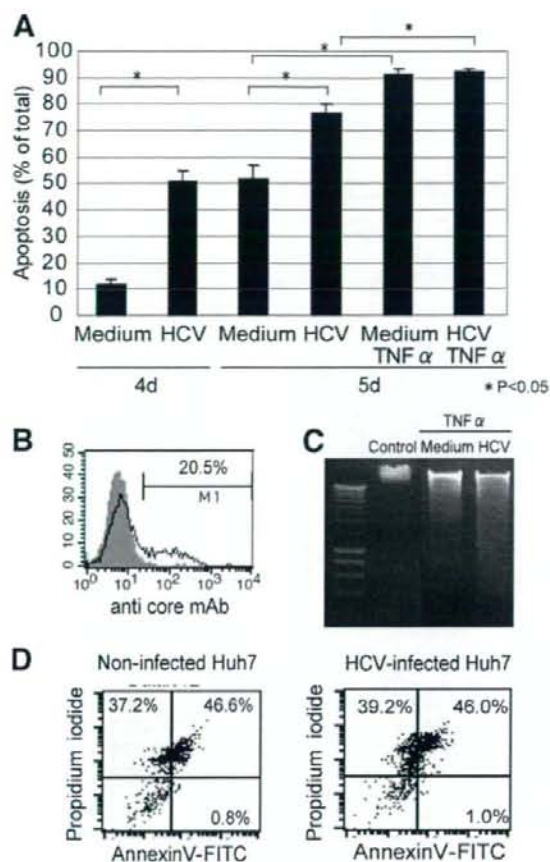 A
Apoptosis (% of total)
100
90
80
70
60
50
40
30
20
10
0
* * * *
Medium HCV Medium HCV Medium HCV
TNF α TNF α
4d 5d * P<0.05
B
50
40
30
20
10
0
20.5%
M1
10⁰ 10¹ 10² 10³ 10⁴
anti core mAb
C
TNF α
Control Medium HCV
D
Non-infected Huh7
Propidium iodide
37.2% 46.6%
0.8%
AnnexinV-FITC
HCV-infected Huh7
Propidium iodide
39.2% 46.0%
1.0%
AnnexinV-FITC